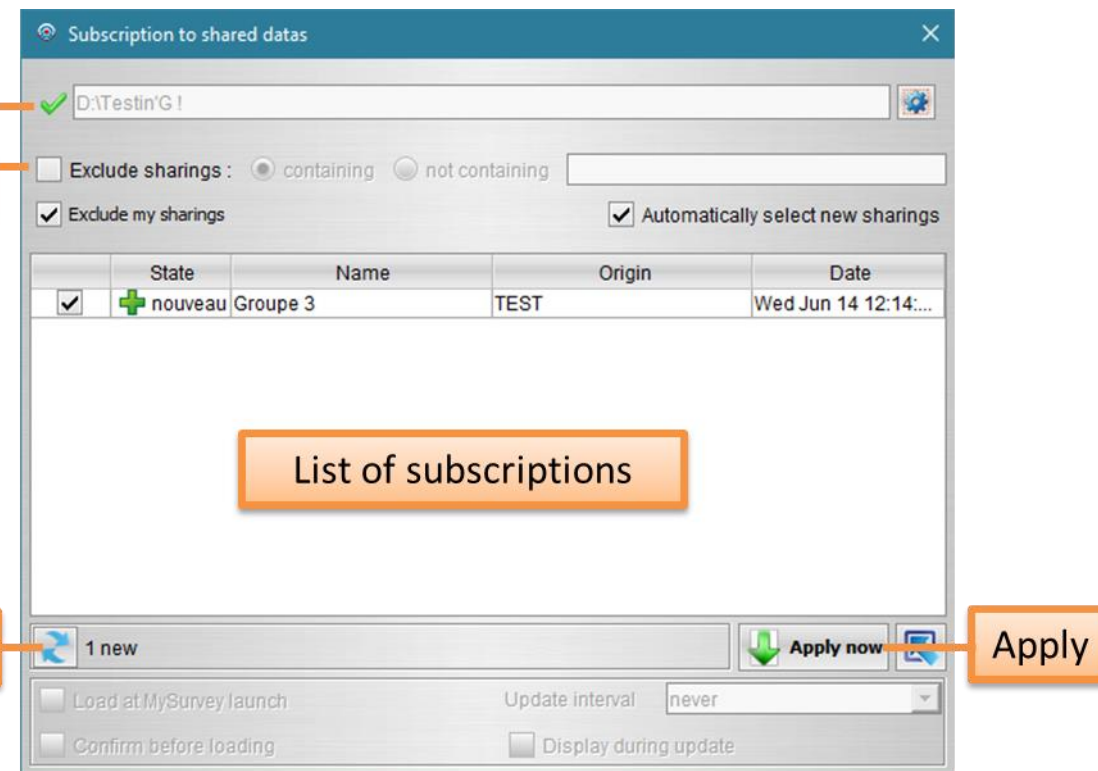 Subscription to shared datas
D:\Testin'G !
Exclude sharings : containing not containing
Exclude my sharings Automatically select new sharings
State Name Origin Date
nouveau Groupe 3 TEST Wed Jun 14 12:14:...
List of subscriptions
1 new Apply now Apply
Load at MySurvey launch Update interval never
Confirm before loading Display during update